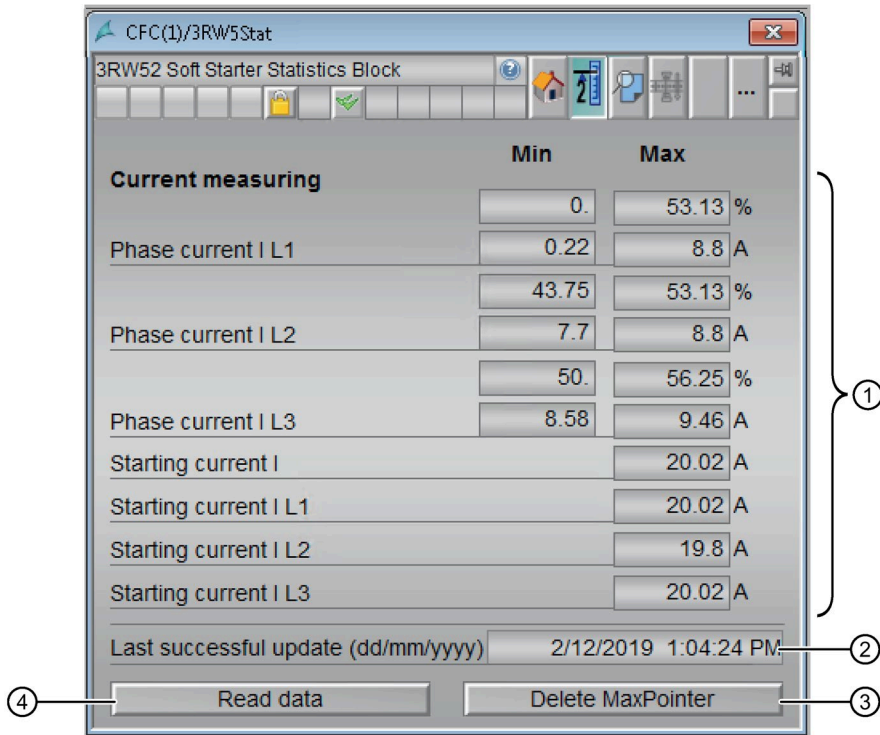 CFC(1)/3RW5Stat
3RW52 Soft Starter Statistics Block
2
...
Min Max
Current measuring
0. 53.13 %
Phase current I L1 0.22 8.8 A
43.75 53.13 %
Phase current I L2 7.7 8.8 A
50. 56.25 %
Phase current I L3 8.58 9.46 A
Starting current I 20.02 A
Starting current I L1 20.02 A
Starting current I L2 19.8 A
Starting current I L3 20.02 A
1
Last successful update (dd/mm/yyyy) 2/12/2019 1:04:24 PM 2
4 Read data Delete MaxPointer 3